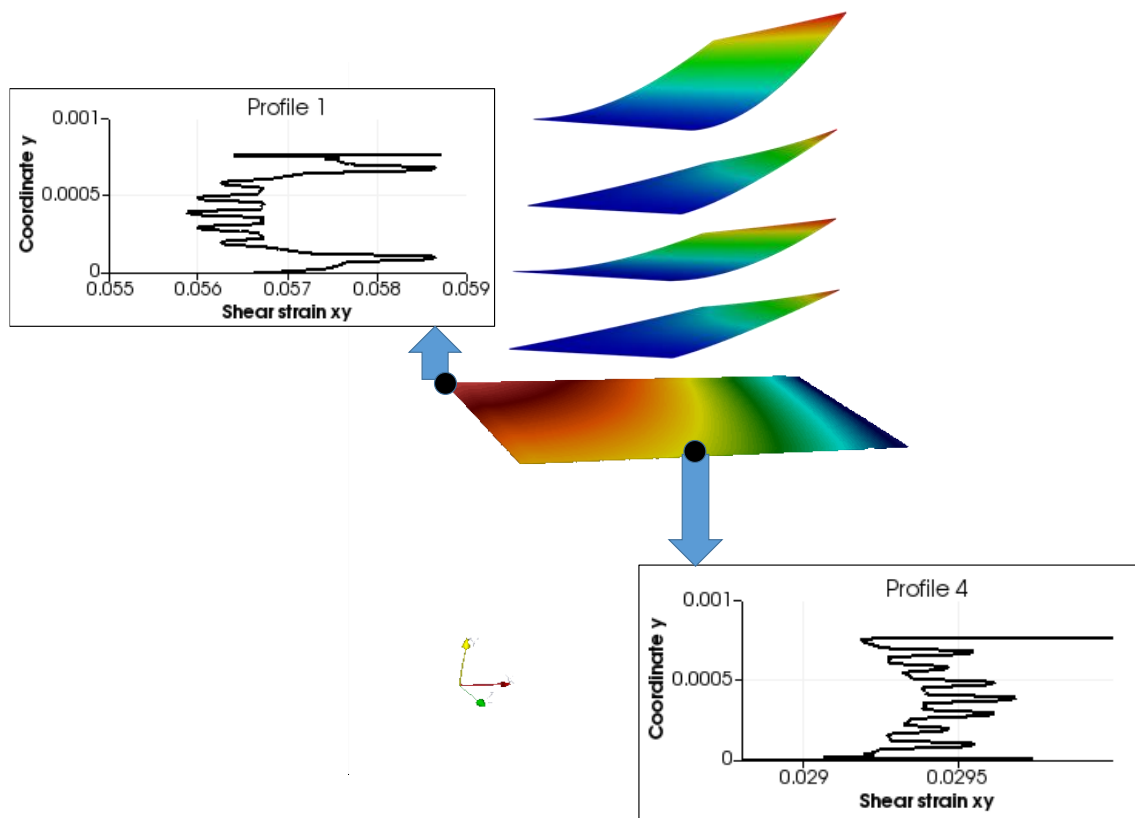 Profile 1
0.001
0.0005
0
Coordinate y
0.055 0.056 0.057 0.058 0.059
Shear strain xy
Profile 4
0.001
0.0005
0
Coordinate y
0.029 0.0295
Shear strain xy